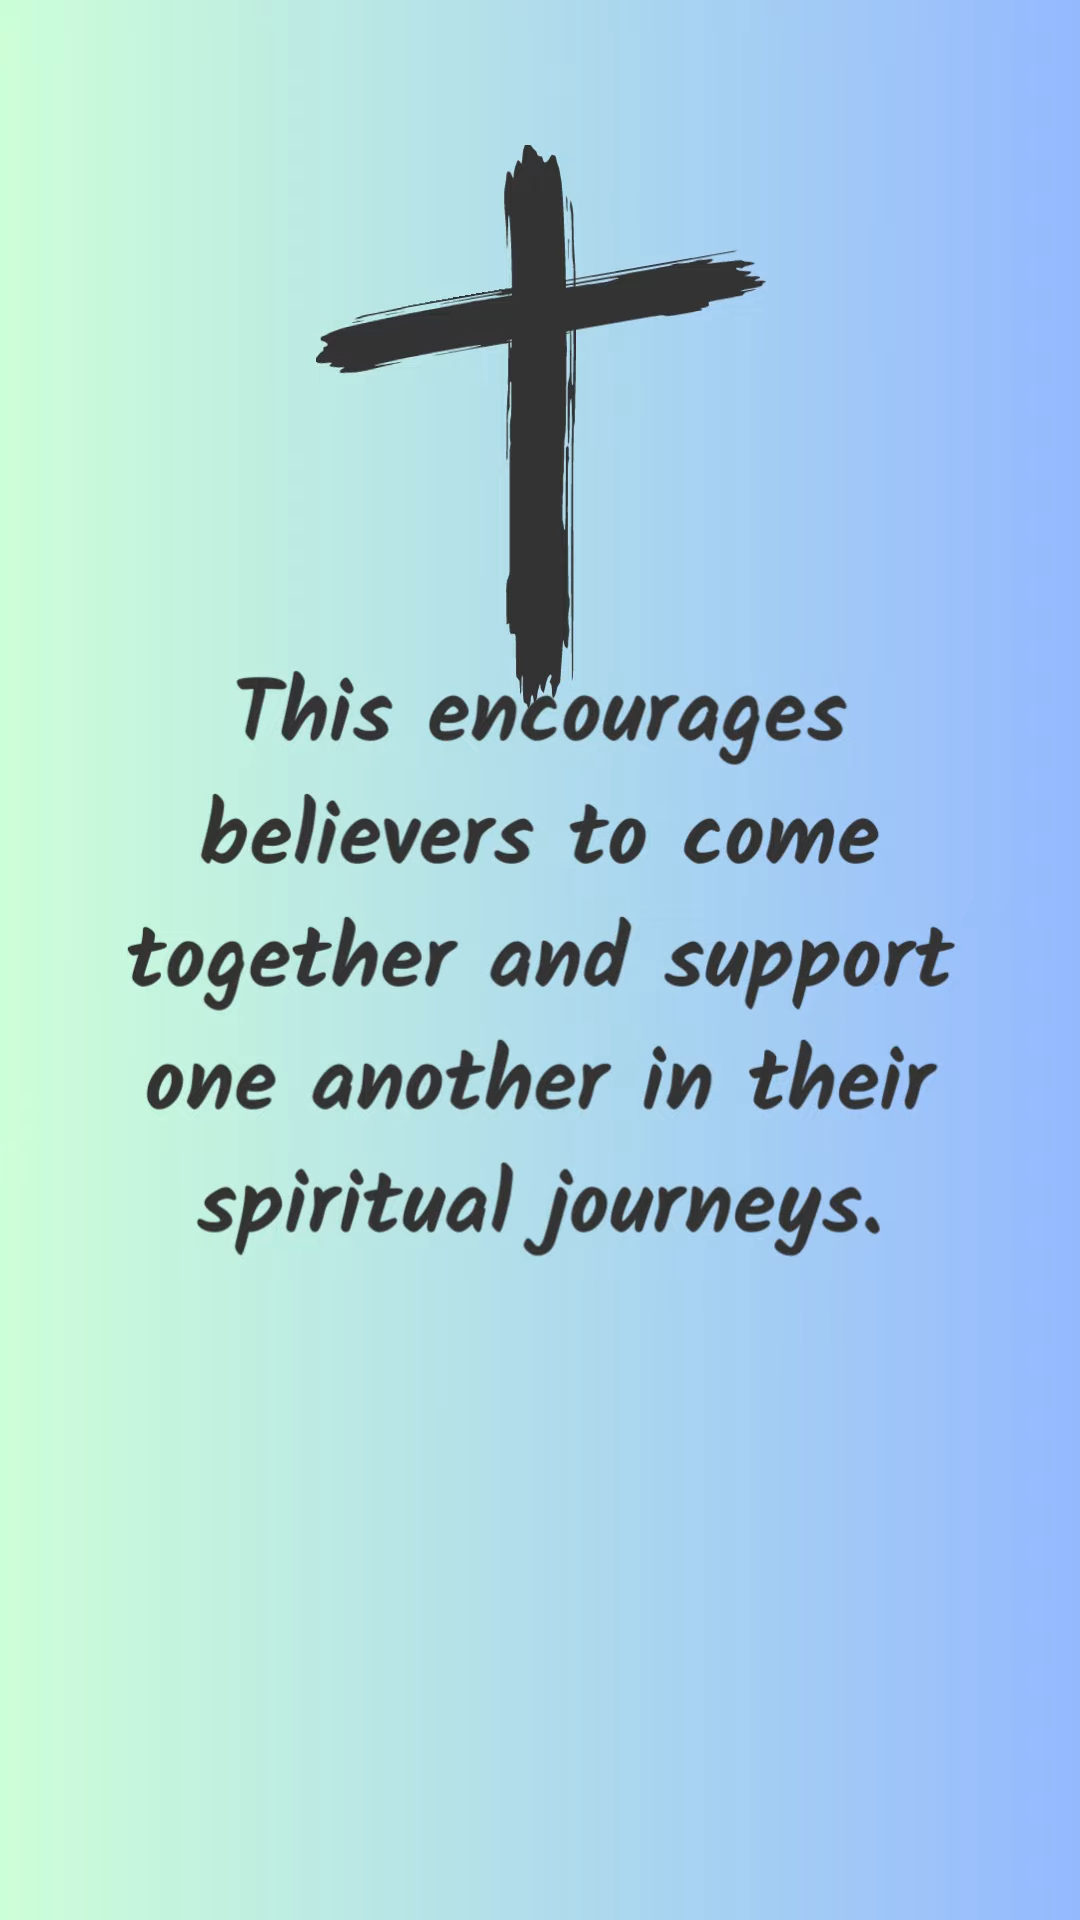 This encourages
believers to come
together and support
one another in their
spiritual journeys.